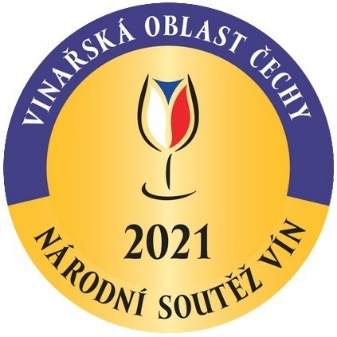 VINAŘSKÁ OBLAST ČECHY
2021
NÁRODNÍ SOUTĚŽ VÍN